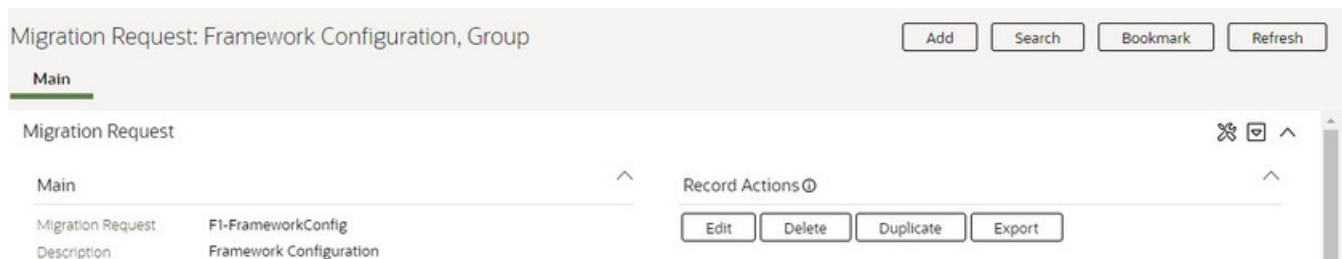 Migration Request: Framework Configuration, Group
Add Search Bookmark Refresh
Main
Migration Request
Main
Record Actions
Migration Request F1-FrameworkConfig
Edit Delete Duplicate Export
Description Framework Configuration